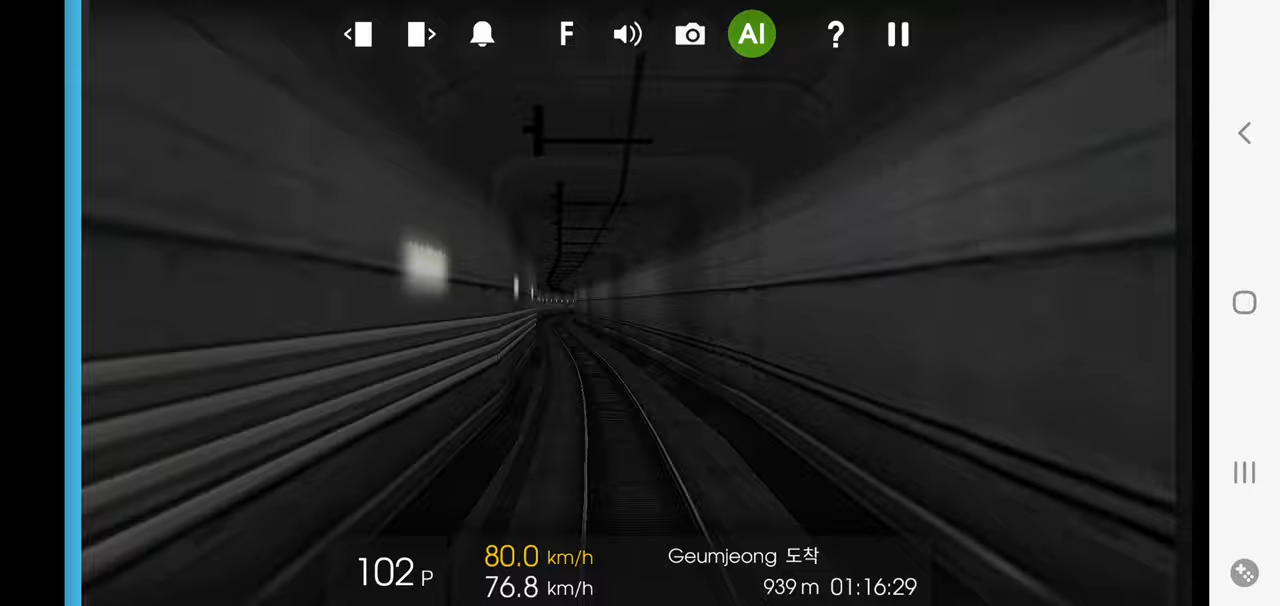 F
AI
?
102 P
80.0 km/h
76.8 km/h
Geumjeong 도착
939 m 01:16:29